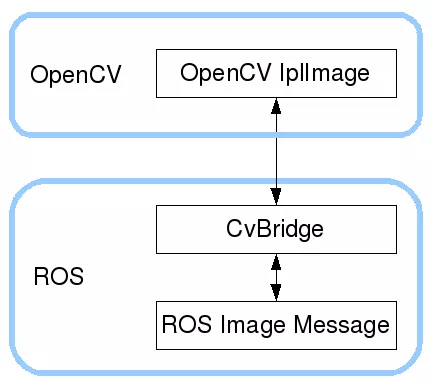 OpenCV
OpenCV IplImage
CvBridge
ROS
ROS Image Message